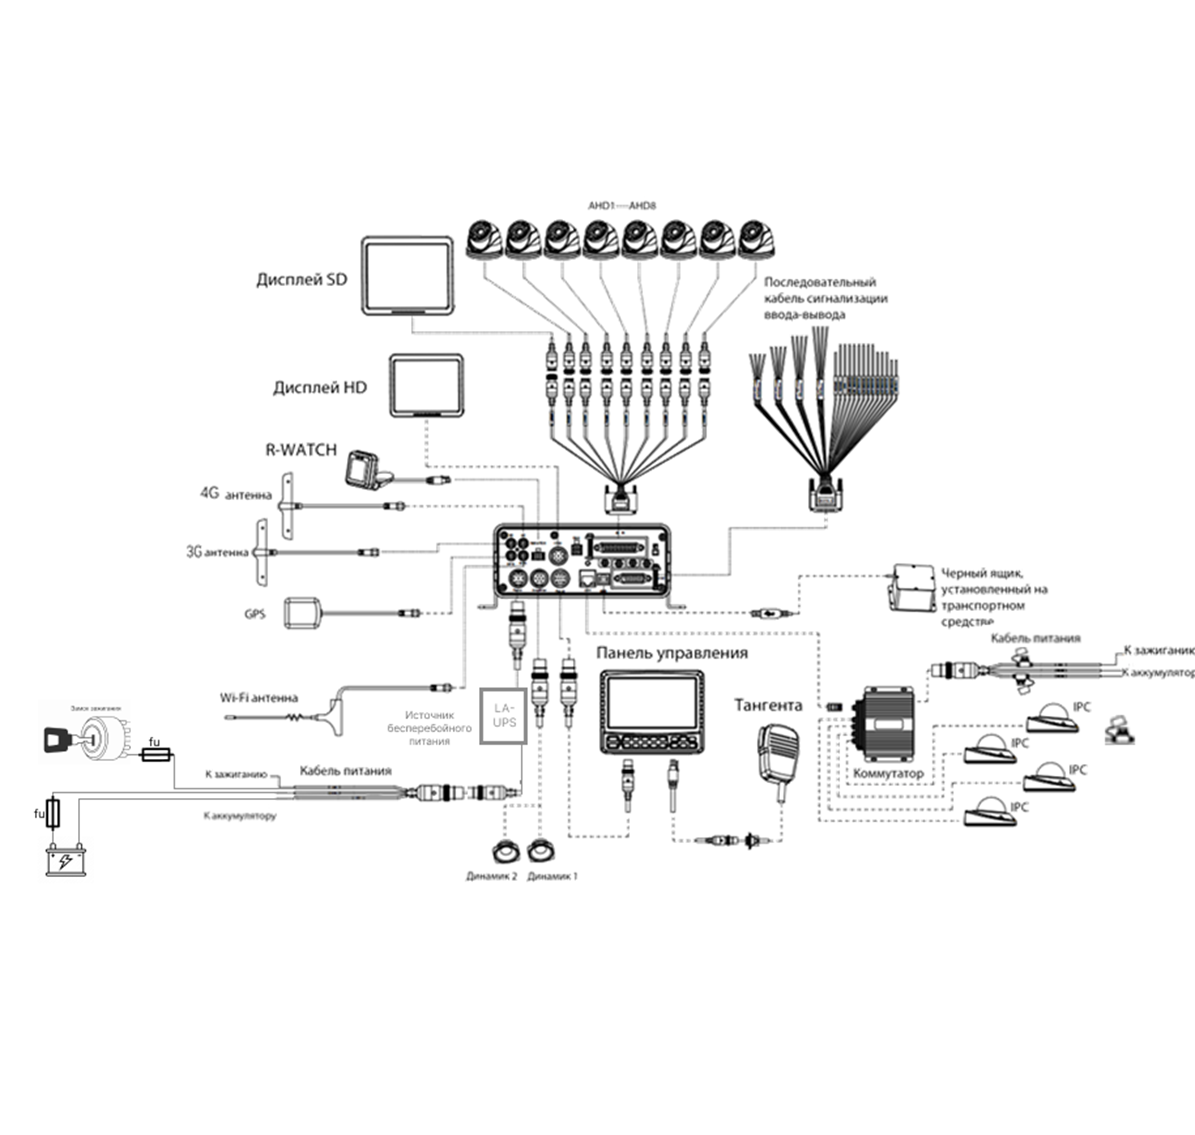 AHD1----AHD8
Дисплей SD
Последовательный
кабель сигнализации
ввода-вывода
Дисплей HD
R-WATCH
4G антенна
3G антенна
GPS
Черный ящик,
установленный на
транспортном
средстве
Кабель питания
К зажиганию
К аккумулятор
Панель управления
Wi-Fi антенна
Источник
бесперебойного
питания
LA-
UPS
Тангента
IPC
IPC
IPC
IPC
Коммутатор
Замок зажигания
fu
К зажиганию
Кабель питания
fu
К аккумулятору
Динамик 2
Динамик 1